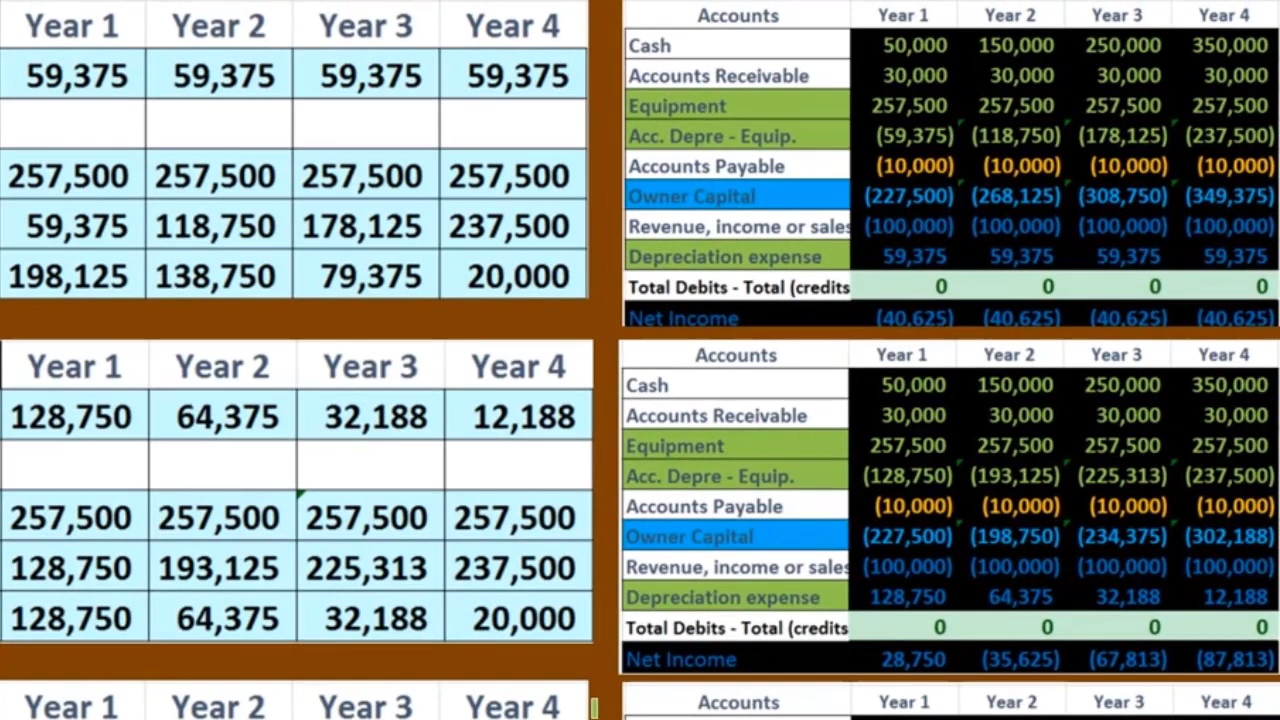 Year 1 Year 2 Year 3 Year 4
59,375 59,375 59,375 59,375
257,500 257,500 257,500 257,500
59,375 118,750 178,125 237,500
198,125 138,750 79,375 20,000
Accounts Year 1 Year 2 Year 3 Year 4
Cash 50,000 150,000 250,000 350,000
Accounts Receivable 30,000 30,000 30,000 30,000
Equipment 257,500 257,500 257,500 257,500
Acc. Depre - Equip. (59,375) (118,750) (178,125) (237,500)
Accounts Payable (10,000) (10,000) (10,000) (10,000)
Owner Capital (227,500) (268,125) (308,750) (349,375)
Revenue, income or sales (100,000) (100,000) (100,000) (100,000)
Depreciation expense 59,375 59,375 59,375 59,375
Total Debits - Total (credits 0 0 0 0
Net Income (40,625) (40,625) (40,625) (40,625)
Year 1 Year 2 Year 3 Year 4
128,750 64,375 32,188 12,188
257,500 257,500 257,500 257,500
128,750 193,125 225,313 237,500
128,750 64,375 32,188 20,000
Accounts Year 1 Year 2 Year 3 Year 4
Cash 50,000 150,000 250,000 350,000
Accounts Receivable 30,000 30,000 30,000 30,000
Equipment 257,500 257,500 257,500 257,500
Acc. Depre - Equip. (128,750) (193,125) (225,313) (237,500)
Accounts Payable (10,000) (10,000) (10,000) (10,000)
Owner Capital (227,500) (198,750) (234,375) (302,188)
Revenue, income or sales (100,000) (100,000) (100,000) (100,000)
Depreciation expense 128,750 64,375 32,188 12,188
Total Debits - Total (credits 0 0 0 0
Net Income 28,750 (35,625) (67,813) (87,813)
Year 1 Year 2 Year 3 Year 4
Accounts Year 1 Year 2 Year 3 Year 4